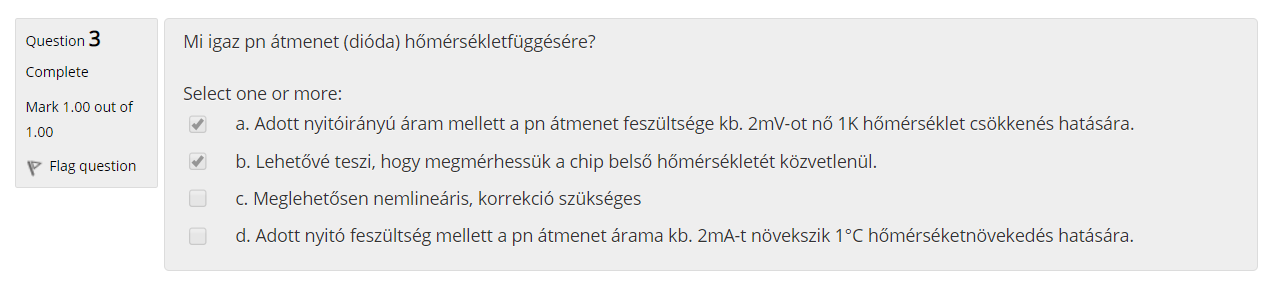 Question 3
Complete
Mark 1.00 out of
1.00
Flag question
Mi igaz pn átmenet (dióda) hőmérsékletfüggésére?
Select one or more:
a. Adott nyitóirányú áram mellett a pn átmenet feszültsége kb. 2mV-ot nő 1K hőmérséklet csökkenés hatására.
b. Lehetővé teszi, hogy megmérhessük a chip belső hőmérsékletét közvetlenül.
c. Meglehetősen nemlineáris, korrekció szükséges
d. Adott nyitó feszültség mellett a pn átmenet árama kb. 2mA-t növekszik 1°C hőmérséketnövekedés hatására.